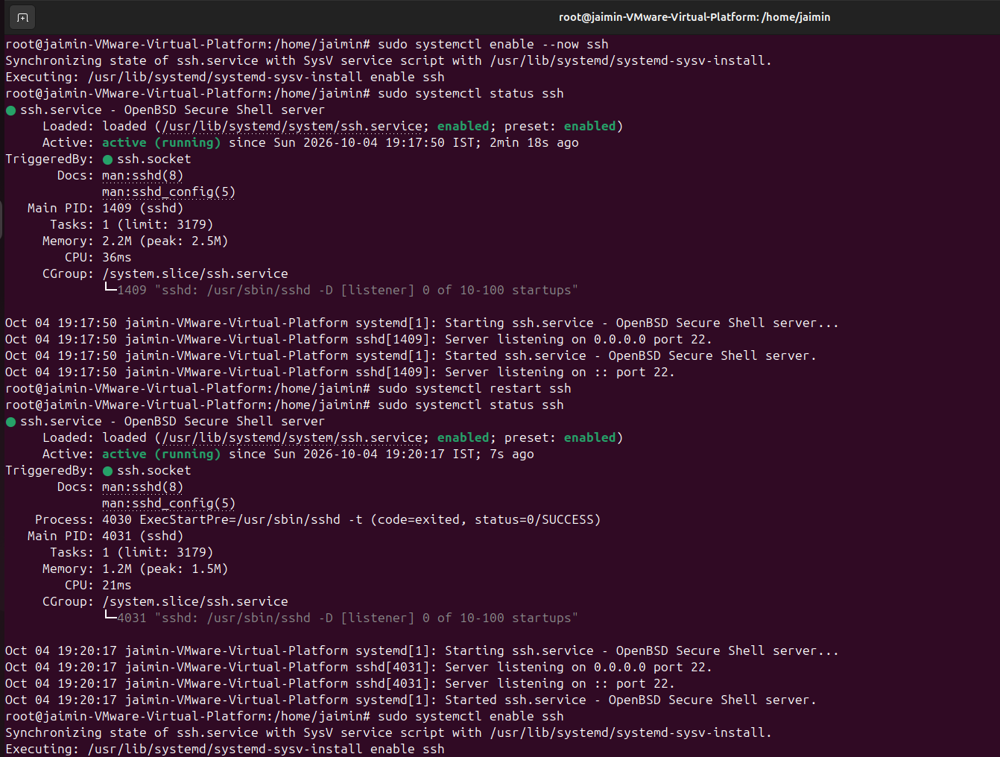 root@jaimin-VMware-Virtual-Platform: /home/jaimin
root@jaimin-VMware-Virtual-Platform:/home/jaimin# sudo systemctl enable --now ssh
Synchronizing state of ssh.service with SysV service script with /usr/lib/systemd/systemd-sysv-install.
Executing: /usr/lib/systemd/systemd-sysv-install enable ssh
root@jaimin-VMware-Virtual-Platform:/home/jaimin# sudo systemctl status ssh
● ssh.service - OpenBSD Secure Shell server
     Loaded: loaded (/usr/lib/systemd/system/ssh.service; enabled; preset: enabled)
     Active: active (running) since Sun 2026-10-04 19:17:50 IST; 2min 18s ago
TriggeredBy: ● ssh.socket
       Docs: man:sshd(8)
             man:sshd_config(5)
   Main PID: 1409 (sshd)
      Tasks: 1 (limit: 3179)
     Memory: 2.2M (peak: 2.5M)
        CPU: 36ms
     CGroup: /system.slice/ssh.service
             └─1409 "sshd: /usr/sbin/sshd -D [listener] 0 of 10-100 startups"
Oct 04 19:17:50 jaimin-VMware-Virtual-Platform systemd[1]: Starting ssh.service - OpenBSD Secure Shell server...
Oct 04 19:17:50 jaimin-VMware-Virtual-Platform sshd[1409]: Server listening on 0.0.0.0 port 22.
Oct 04 19:17:50 jaimin-VMware-Virtual-Platform systemd[1]: Started ssh.service - OpenBSD Secure Shell server.
Oct 04 19:17:50 jaimin-VMware-Virtual-Platform sshd[1409]: Server listening on :: port 22.
root@jaimin-VMware-Virtual-Platform:/home/jaimin# sudo systemctl restart ssh
root@jaimin-VMware-Virtual-Platform:/home/jaimin# sudo systemctl status ssh
● ssh.service - OpenBSD Secure Shell server
     Loaded: loaded (/usr/lib/systemd/system/ssh.service; enabled; preset: enabled)
     Active: active (running) since Sun 2026-10-04 19:20:17 IST; 7s ago
TriggeredBy: ● ssh.socket
       Docs: man:sshd(8)
             man:sshd_config(5)
    Process: 4030 ExecStartPre=/usr/sbin/sshd -t (code=exited, status=0/SUCCESS)
   Main PID: 4031 (sshd)
      Tasks: 1 (limit: 3179)
     Memory: 1.2M (peak: 1.5M)
        CPU: 21ms
     CGroup: /system.slice/ssh.service
             └─4031 "sshd: /usr/sbin/sshd -D [listener] 0 of 10-100 startups"
Oct 04 19:20:17 jaimin-VMware-Virtual-Platform systemd[1]: Starting ssh.service - OpenBSD Secure Shell server...
Oct 04 19:20:17 jaimin-VMware-Virtual-Platform sshd[4031]: Server listening on 0.0.0.0 port 22.
Oct 04 19:20:17 jaimin-VMware-Virtual-Platform sshd[4031]: Server listening on :: port 22.
Oct 04 19:20:17 jaimin-VMware-Virtual-Platform systemd[1]: Started ssh.service - OpenBSD Secure Shell server.
root@jaimin-VMware-Virtual-Platform:/home/jaimin# sudo systemctl enable ssh
Synchronizing state of ssh.service with SysV service script with /usr/lib/systemd/systemd-sysv-install.
Executing: /usr/lib/systemd/systemd-sysv-install enable ssh